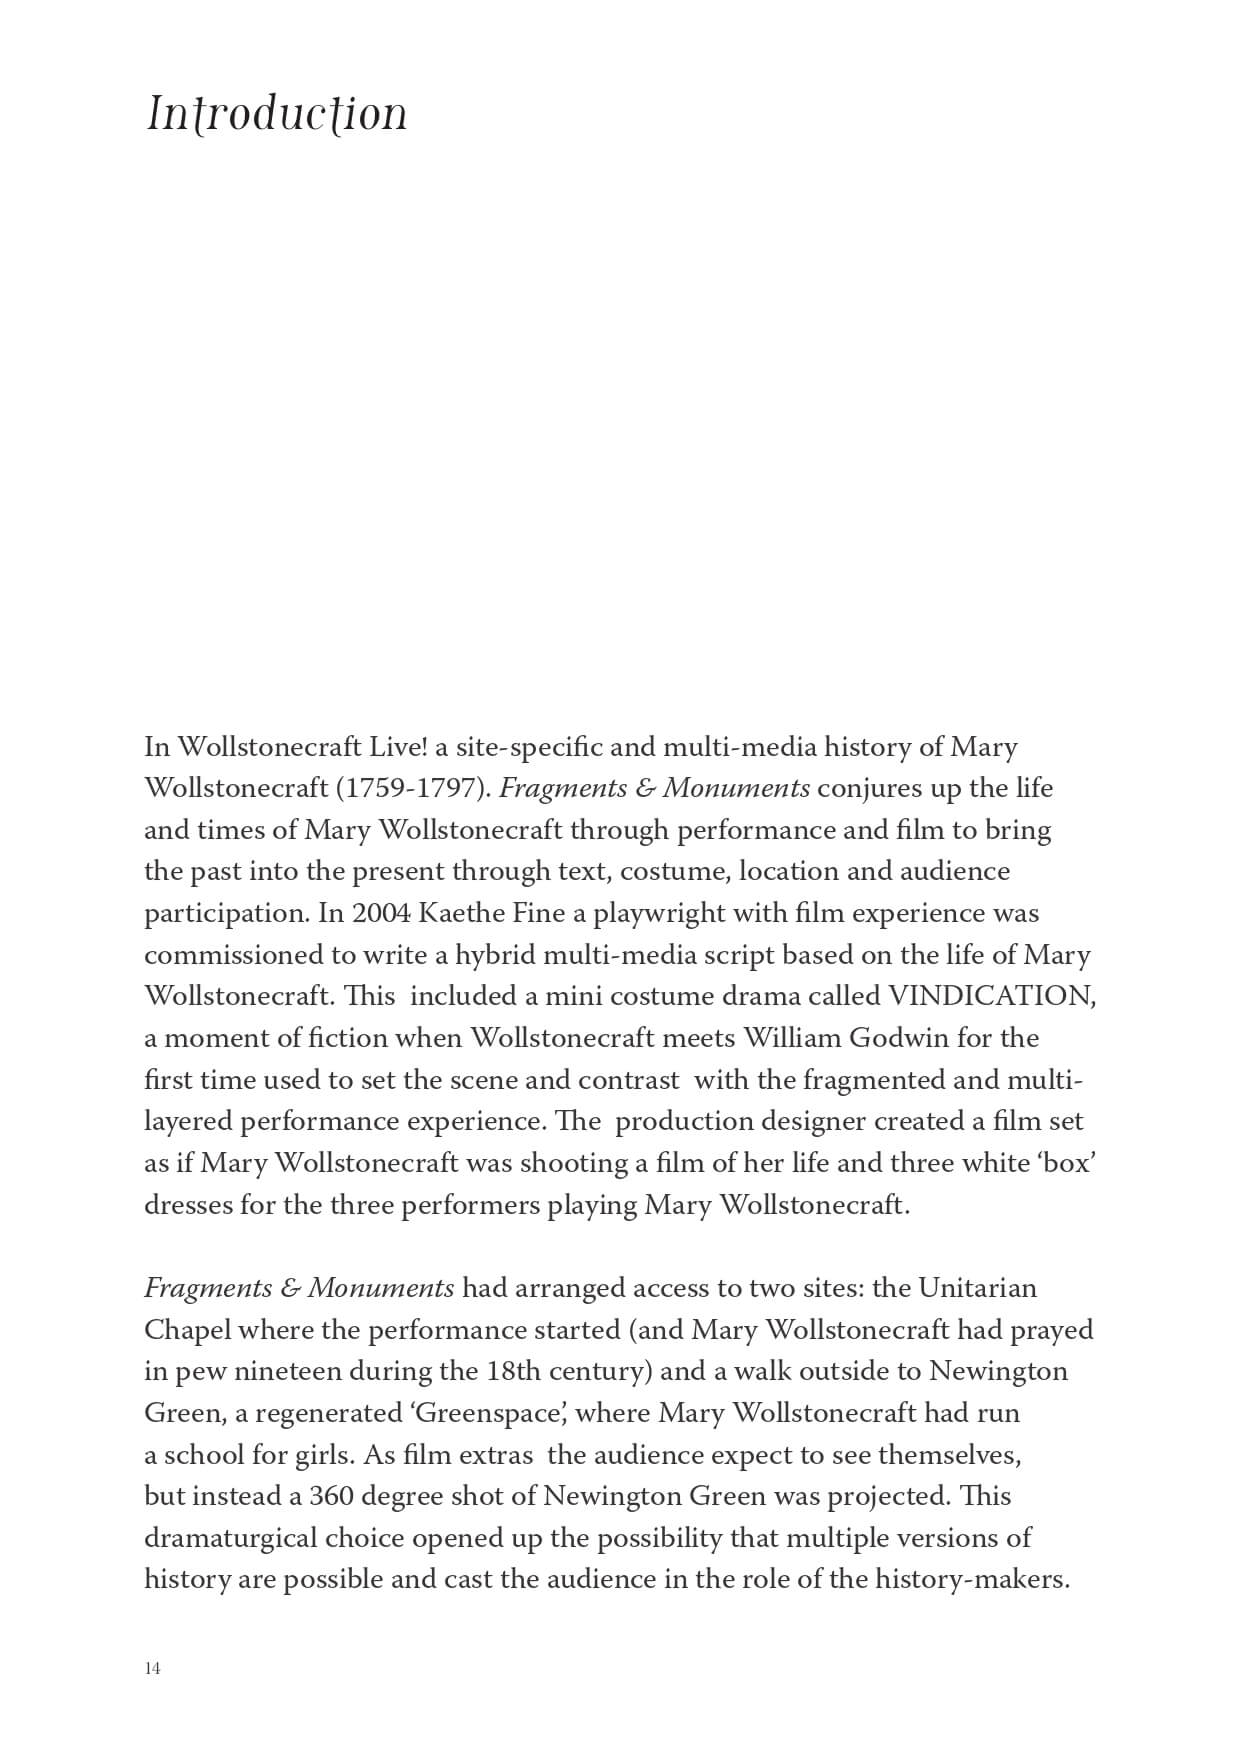 Introduction
In Wollstonecraft Live! a site-specific and multi-media history of Mary
Wollstonecraft (1759-1797). Fragments & Monuments conjures up the life
and times of Mary Wollstonecraft through performance and film to bring
the past into the present through text, costume, location and audience
participation. In 2004 Kaethe Fine a playwright with film experience was
commissioned to write a hybrid multi-media script based on the life of Mary
Wollstonecraft. This  included a mini costume drama called VINDICATION,
a moment of fiction when Wollstonecraft meets William Godwin for the
first time used to set the scene and contrast  with the fragmented and multi-
layered performance experience. The  production designer created a film set
as if Mary Wollstonecraft was shooting a film of her life and three white ‘box’
dresses for the three performers playing Mary Wollstonecraft.
Fragments & Monuments had arranged access to two sites: the Unitarian
Chapel where the performance started (and Mary Wollstonecraft had prayed
in pew nineteen during the 18th century) and a walk outside to Newington
Green, a regenerated ‘Greenspace’, where Mary Wollstonecraft had run
a school for girls. As film extras  the audience expect to see themselves,
but instead a 360 degree shot of Newington Green was projected. This
dramaturgical choice opened up the possibility that multiple versions of
history are possible and cast the audience in the role of the history-makers.
14